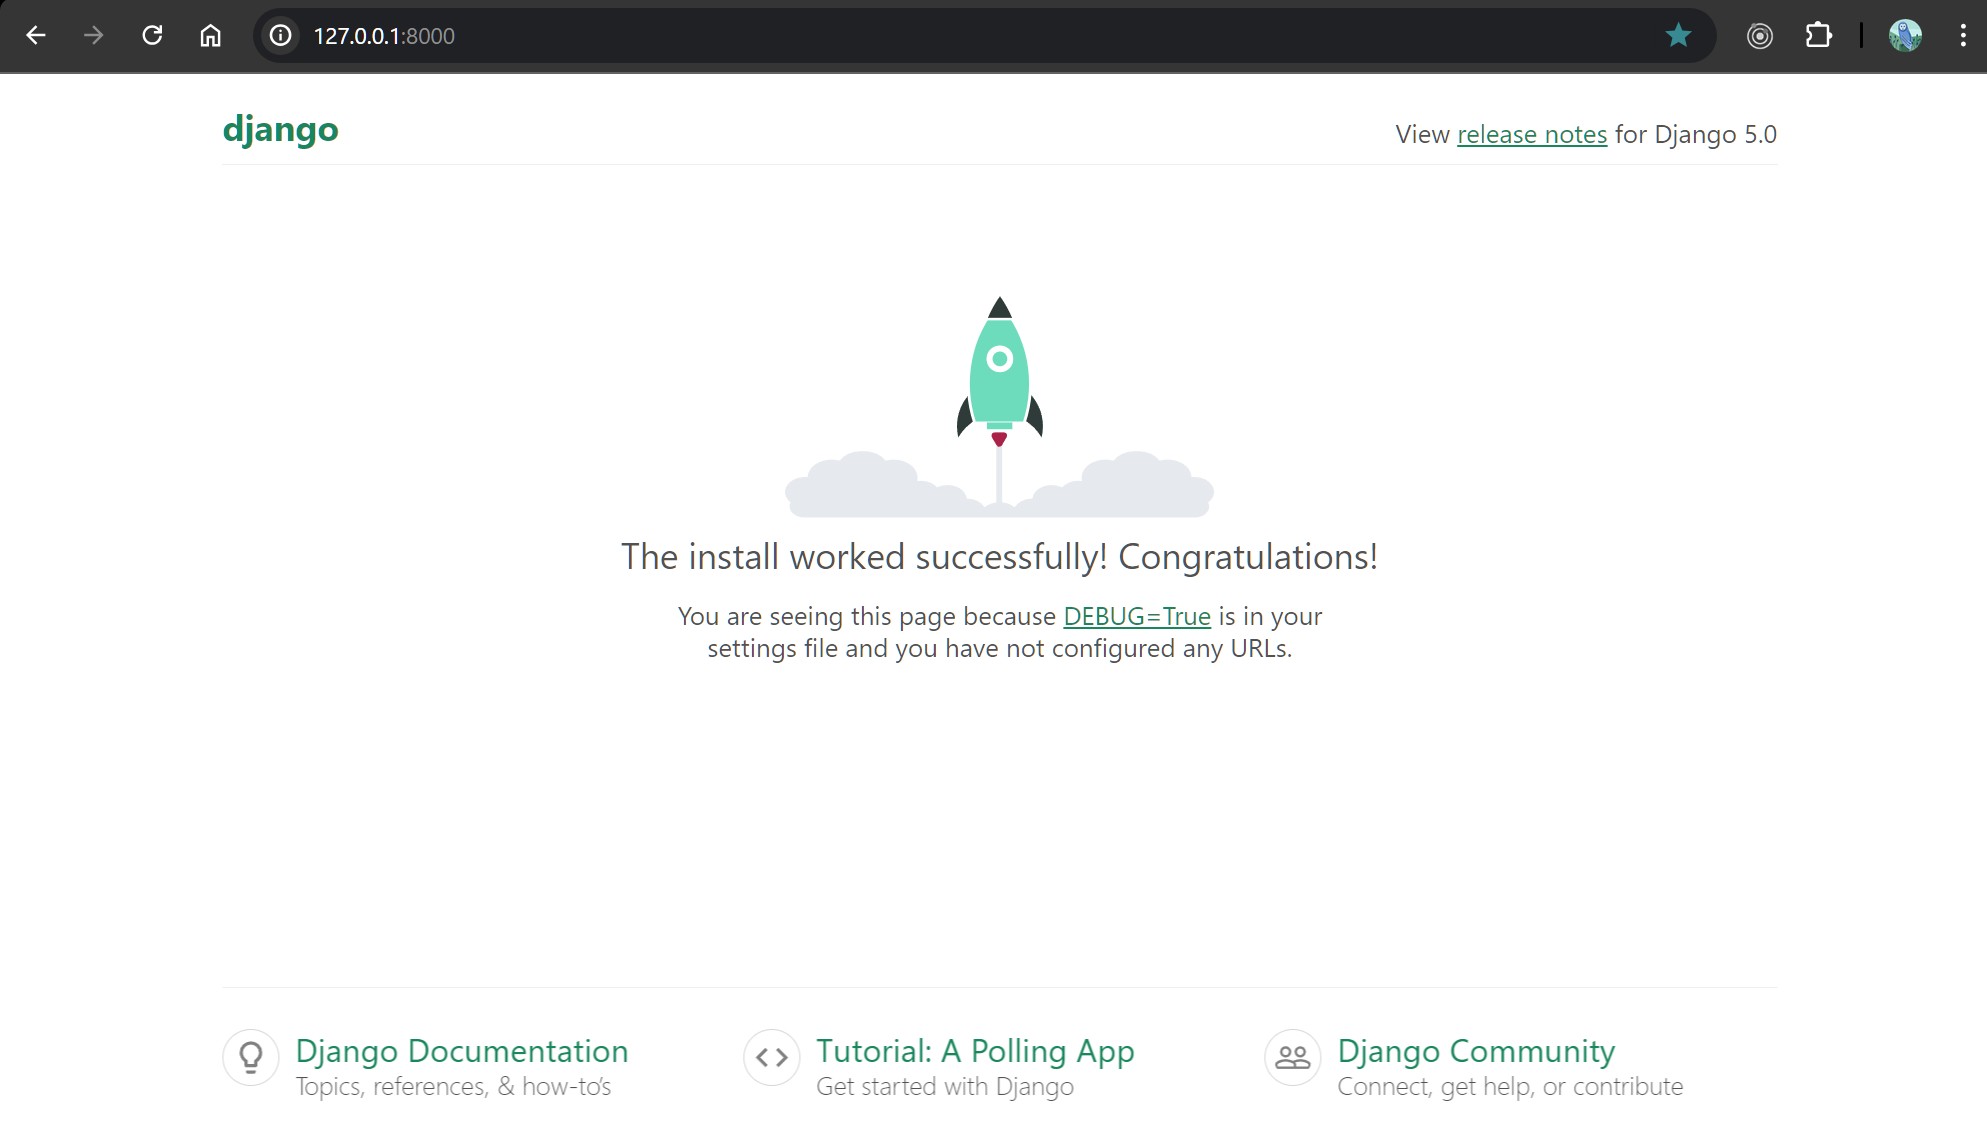 127.0.0.1:8000
django
View release notes for Django 5.0
The install worked successfully! Congratulations!
You are seeing this page because DEBUG=True is in your
settings file and you have not configured any URLs.
Django Documentation
Topics, references, & how-to’s
Tutorial: A Polling App
Get started with Django
Django Community
Connect, get help, or contribute